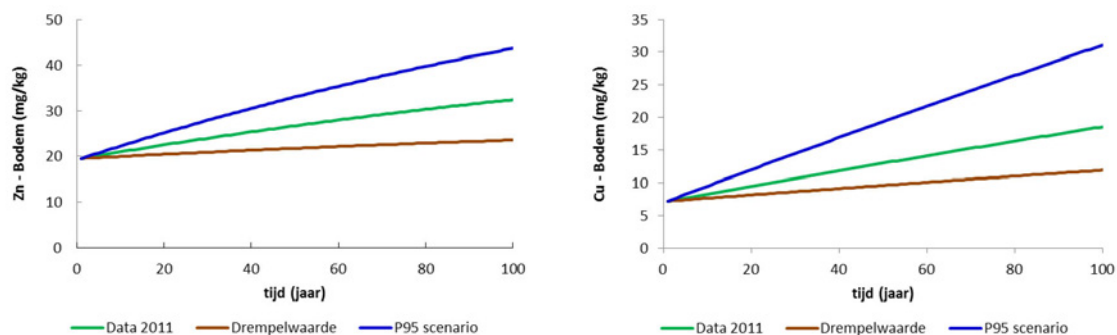 Zn - Bodem (mg/kg)
50
40
30
20
10
0
0 20 40 60 80 100
tijd (jaar)
Data 2011 Drempelwaarde P95 scenario
Cu - Bodem (mg/kg)
35
30
25
20
15
10
5
0
0 20 40 60 80 100
tijd (jaar)
Data 2011 Drempelwaarde P95 scenario